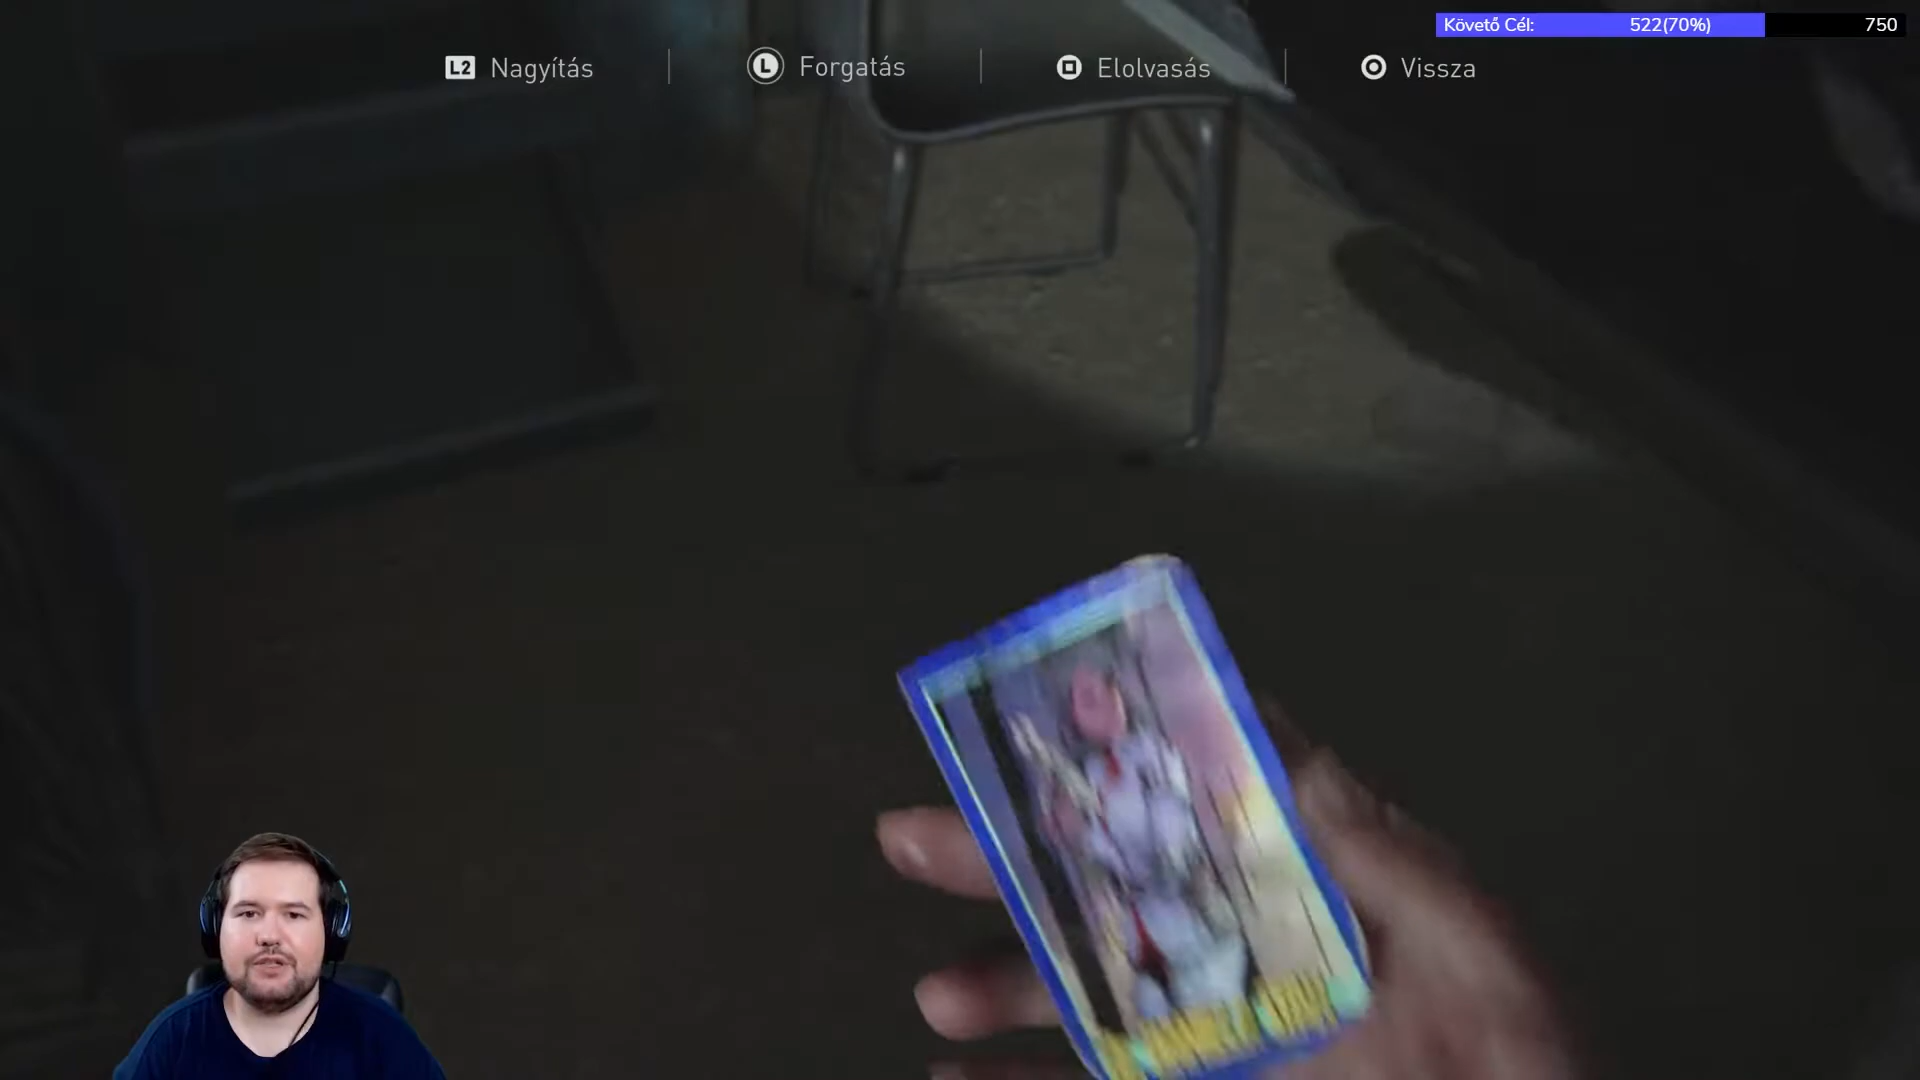 Követő Cél: 522(70%) 750
L2 Nagyítás L Forgatás Elolvasás Vissza